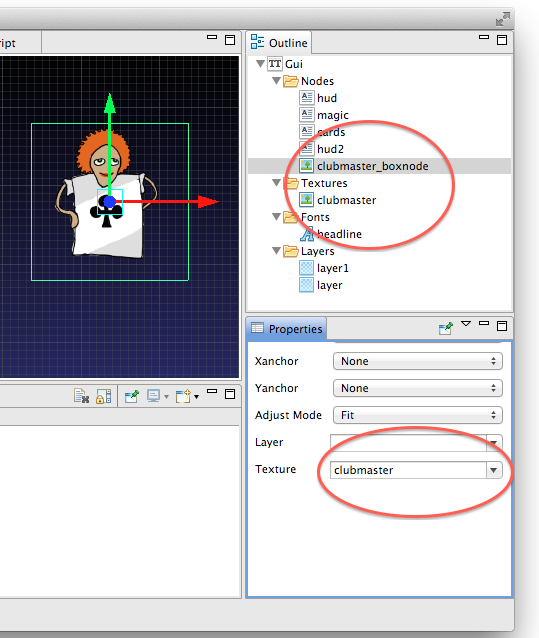 ript
Outline
TT Gui
Nodes
hud
magic
cards
hud2
clubmaster_boxnode
Textures
clubmaster
Fonts
headline
Layers
layer1
layer
Properties
Xanchor None
Yanchor None
Adjust Mode Fit
Layer
Texture clubmaster